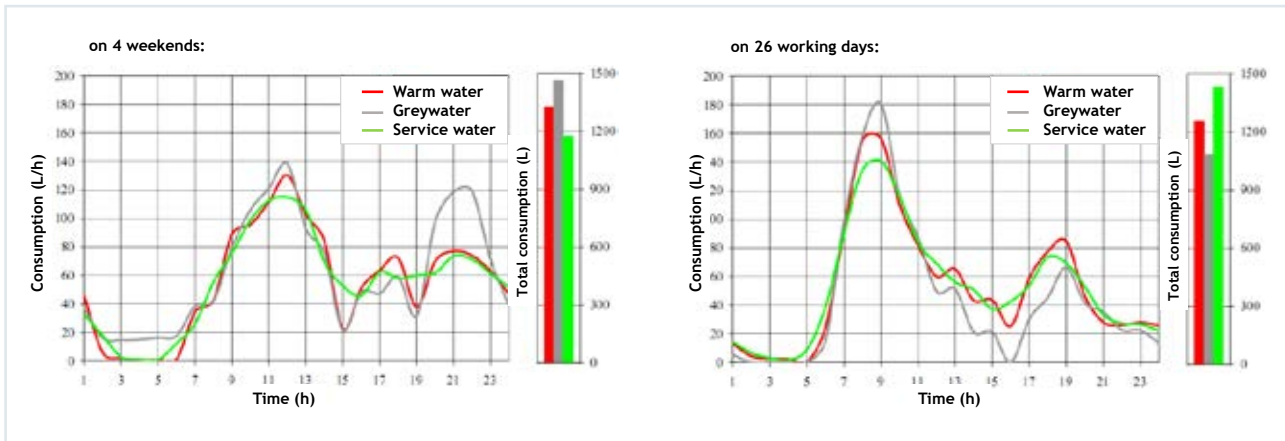 on 4 weekends:
Consumption (L/h)
200
180
160
140
120
100
80
60
40
20
0
1 3 5 7 9 11 13 15 17 19 21 23
Time (h)
Warm water
Greywater
Service water
Total consumption (L)
1500
1200
900
600
300
0
on 26 working days:
Consumption (L/h)
200
180
160
40
20
00
80
60
40
20
0
1 3 5 7 9 11 13 15 17 19 21 23
Time (h)
Warm water
Greywater
Service water
Total consumption (L)
1500
1200
900
600
300
0